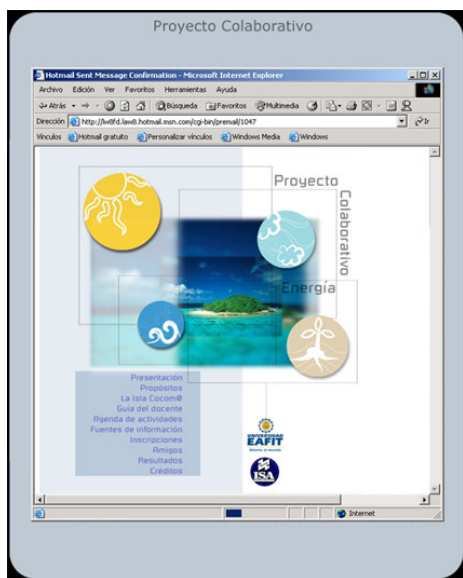 Proyecto Colaborativo
Hotmail Sent Message Confirmation - Microsoft Internet Explorer
Archivo Edición Ver Favoritos Herramientas Ayuda
Atrás Búsqueda Favoritos Multimedia
Dirección http://lw8fd.law8.hotmail.msn.com/cgi-bin/premail/1047 Ir
Vínculos Hotmail gratuito Personalizar vínculos Windows Media Windows
Proyecto
Colaborativo
Energía
Presentación
Propósitos
La Isla Cocom@
Guía del docente
Agenda de actividades
Fuentes de información
Inscripciones
Amigos
Resultados
Créditos
UNIVERSIDAD
EAFIT
Abierta al mundo
ISA
Internet